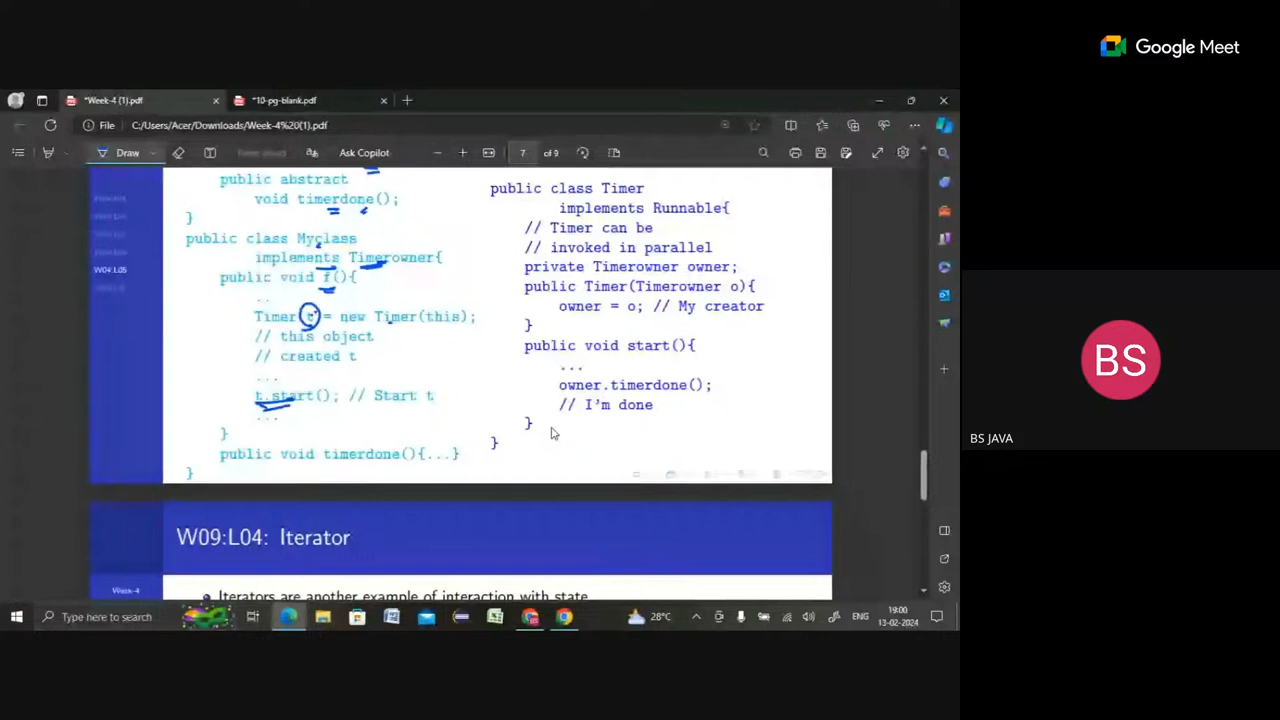 Google Meet
*Week-4 (1).pdf
*10-pg-blank.pdf
File C:/Users/Acer/Downloads/Week-4%20(1).pdf
Draw
Ask Copilot
7 of 9
public abstract
void timerdone();
}
public class Myclass
implements Timerowner{
public void f(){
..
Timer t = new Timer(this);
// this object
// created t
...
t.start(); // Start t
...
}
public void timerdone(){...}
}
public class Timer
implements Runnable{
// Timer can be
// invoked in parallel
private Timerowner owner;
public Timer(Timerowner o){
owner = o; // My creator
}
public void start(){
...
owner.timerdone();
// I'm done
}
}
W04:L05
W09:L04: Iterator
Week-4
Iterators are another example of interaction with state
BS
BS JAVA
Type here to search
28°C
ENG
19:00
13-02-2024